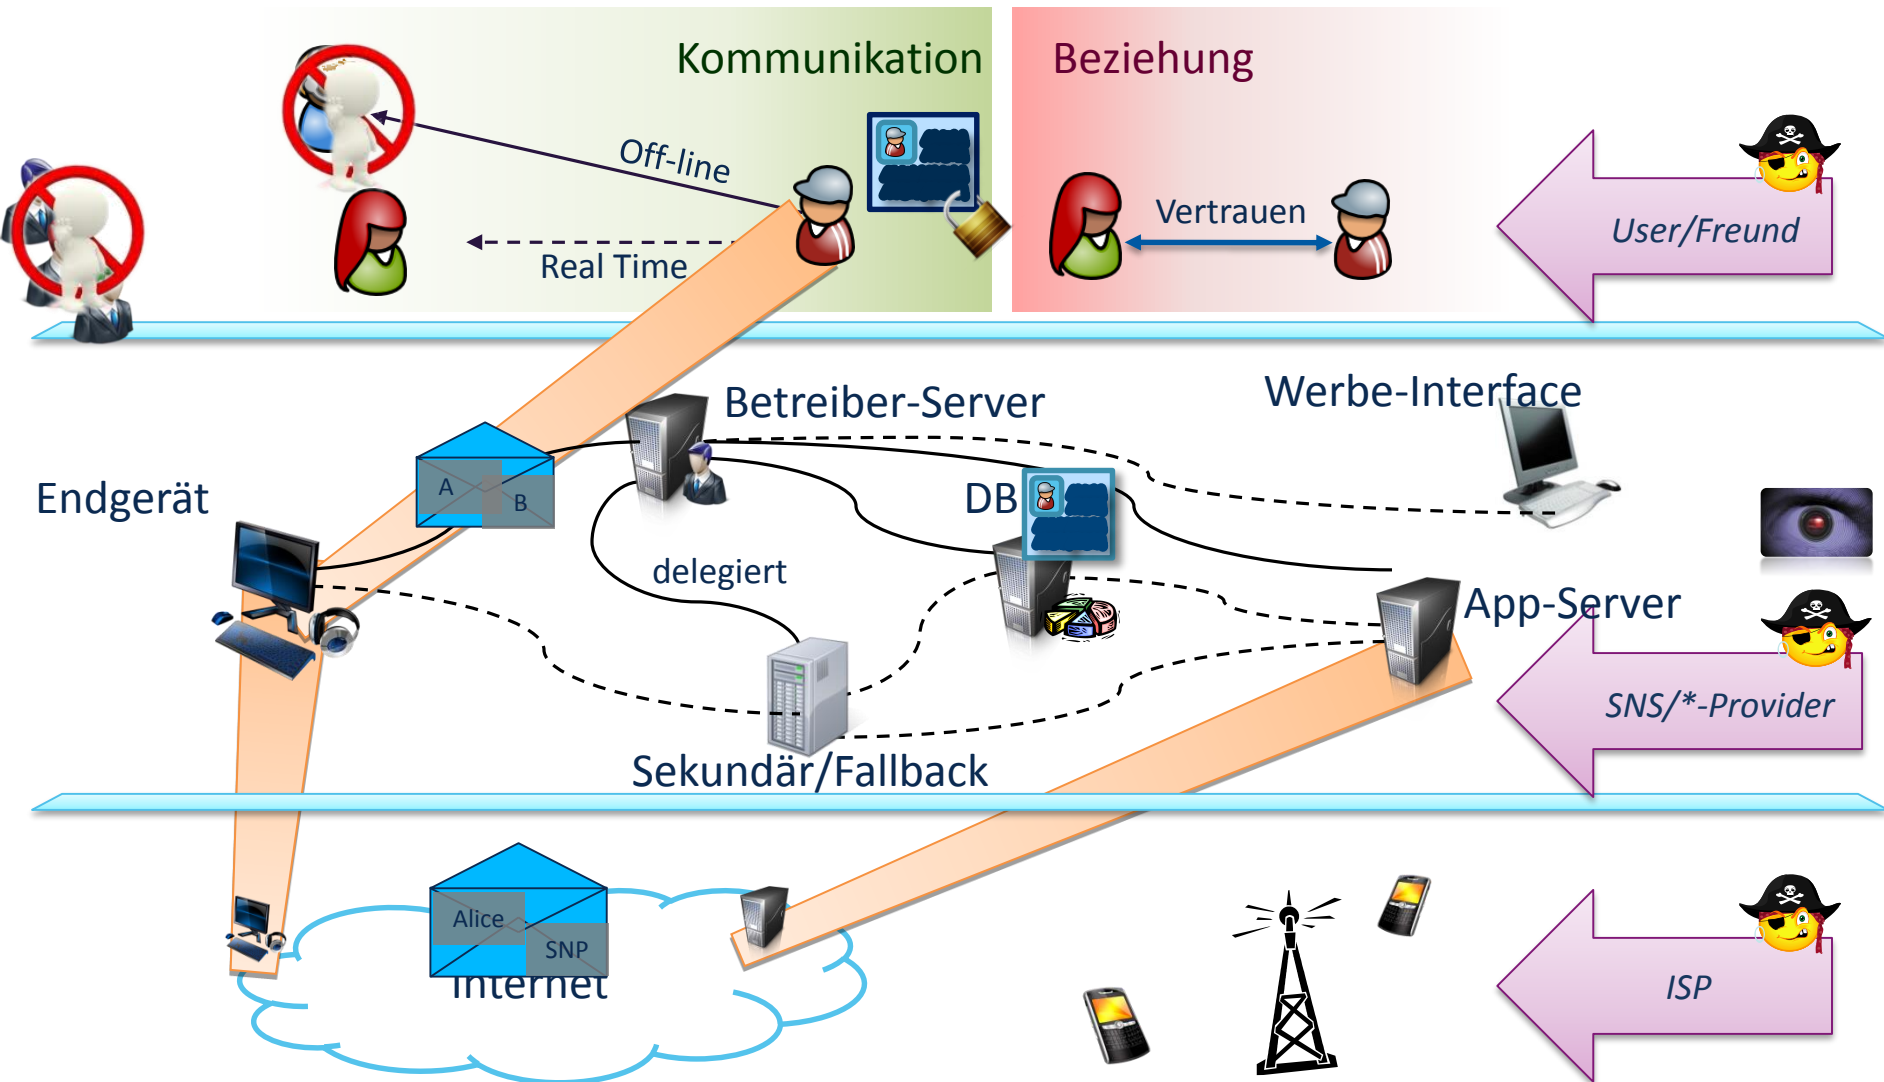 Kommunikation
Beziehung
Off-line
Real Time
Vertrauen
User/Freund
Betreiber-Server
Werbe-Interface
Endgerät
A
B
DB
delegiert
App-Server
SNS/*-Provider
Sekundär/Fallback
Alice
SNP
Internet
ISP